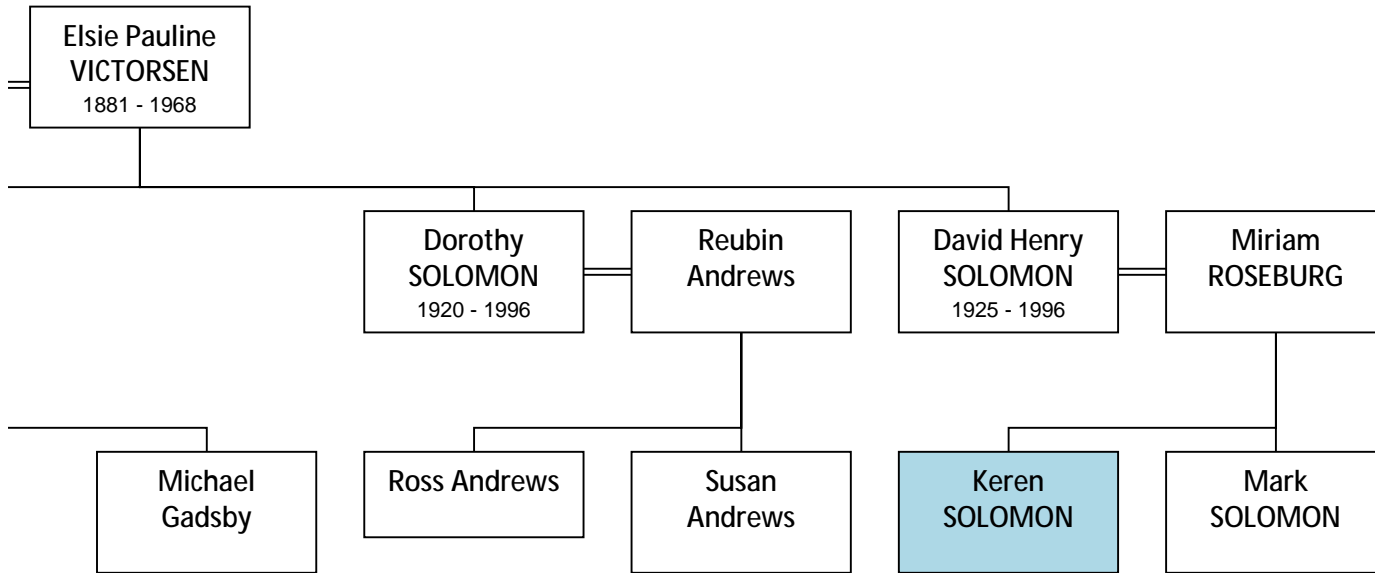 Elsie Pauline
VICTORSEN
1881 - 1968
Dorothy
SOLOMON
1920 - 1996
Reubin
Andrews
David Henry
SOLOMON
1925 - 1996
Miriam
ROSEBURG
Michael
Gadsby
Ross Andrews
Susan
Andrews
Keren
SOLOMON
Mark
SOLOMON